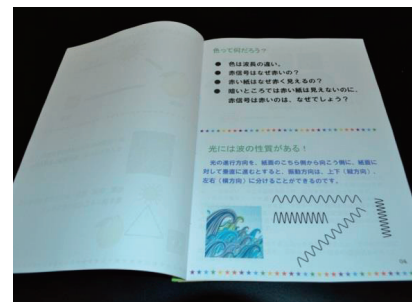 色って何だろう？
● 色は波長の違い。
● 赤信号はなぜ赤いの？
● 赤い紙はなぜ赤く見えるの？
● 暗いところでは赤い紙は見えないのに、
赤信号は赤いのは、なぜでしょう？
光には波の性質がある！
光の進行方向を、紙面のこちら側から向こう側に、紙面に
対して垂直に進むとすると、振動方向は、上下（縦方向）、
左右（横方向）に分けることができるのです。